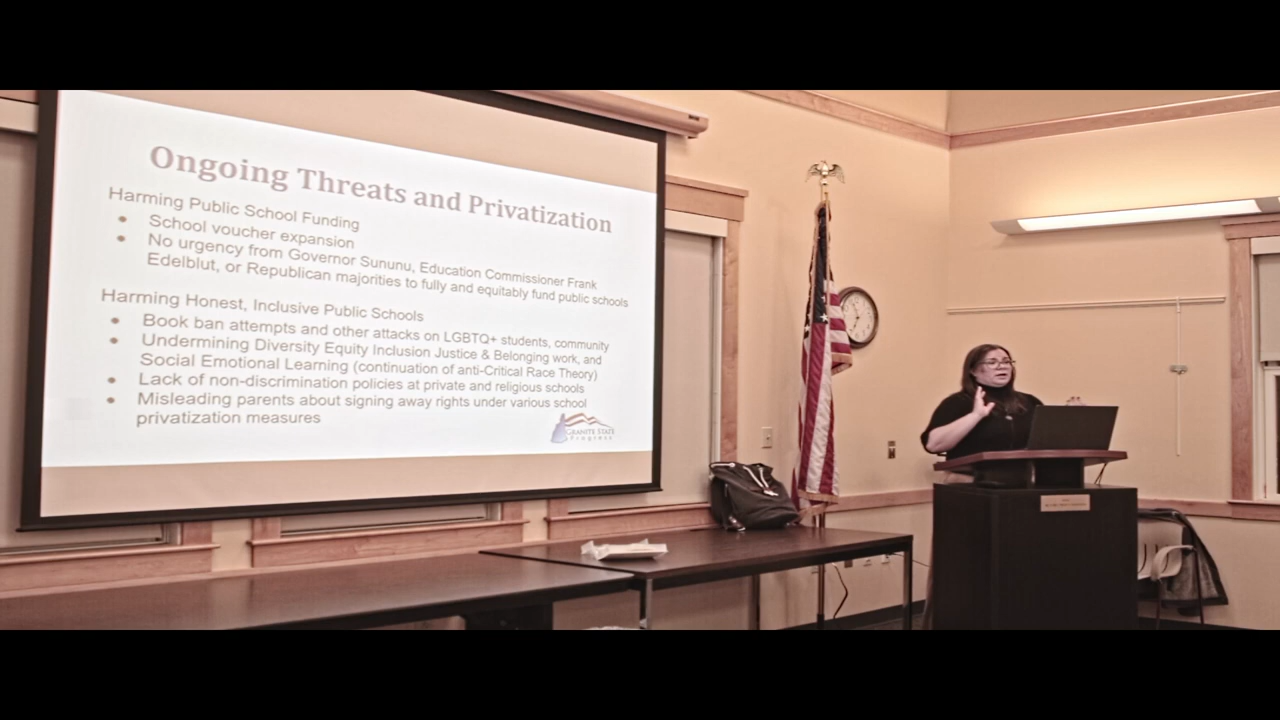 Ongoing Threats and Privatization
Harming Public School Funding
● School voucher expansion
● No urgency from Governor Sununu, Education Commissioner Frank
Edelblut, or Republican majorities to fully and equitably fund public schools
Harming Honest, Inclusive Public Schools
● Book ban attempts and other attacks on LGBTQ+ students, community
● Undermining Diversity Equity Inclusion Justice & Belonging work, and
Social Emotional Learning (continuation of anti-Critical Race Theory)
● Lack of non-discrimination policies at private and religious schools
● Misleading parents about signing away rights under various school
privatization measures
GRANITE STATE
Progress